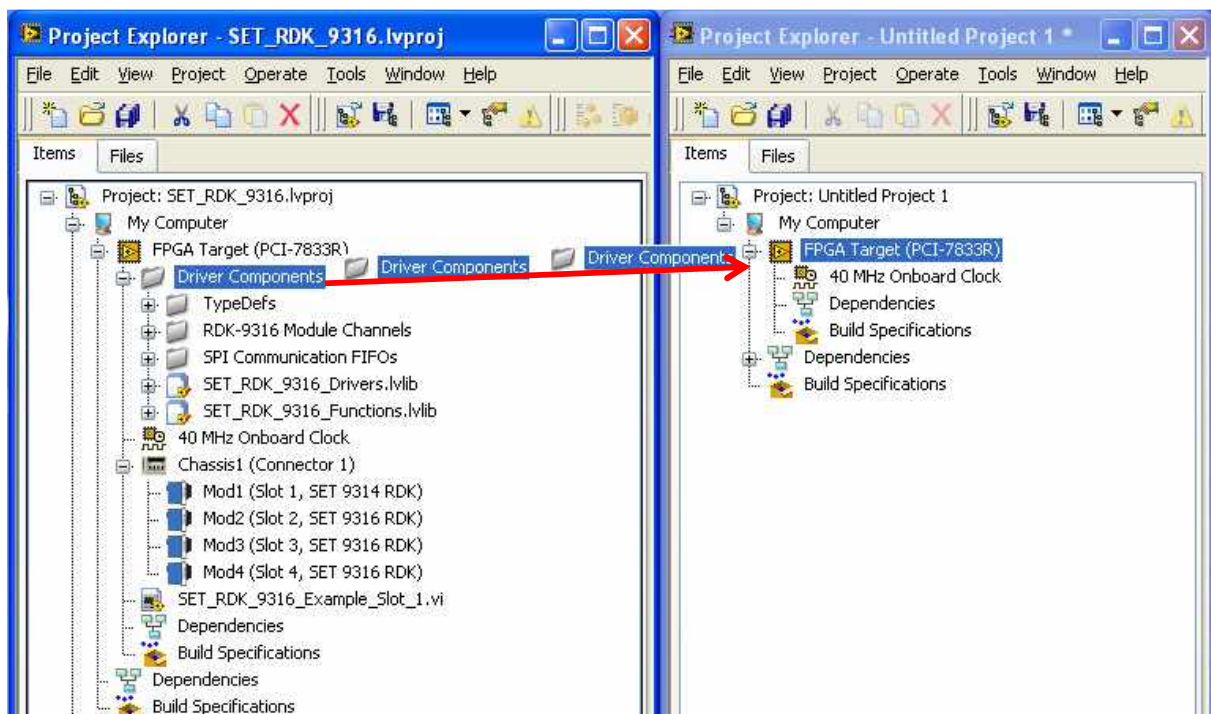 Project Explorer - SET_RDK_9316.lvproj
File Edit View Project Operate Tools Window Help
Items Files
Project: SET_RDK_9316.lvproj
My Computer
FPGA Target (PCI-7833R)
Driver Components
TypeDefs
RDK-9316 Module Channels
SPI Communication FIFOs
SET_RDK_9316_Drivers.lvlib
SET_RDK_9316_Functions.lvlib
40 MHz Onboard Clock
Chassis1 (Connector 1)
Mod1 (Slot 1, SET 9314 RDK)
Mod2 (Slot 2, SET 9316 RDK)
Mod3 (Slot 3, SET 9316 RDK)
Mod4 (Slot 4, SET 9316 RDK)
SET_RDK_9316_Example_Slot_1.vi
Dependencies
Build Specifications
Dependencies
Build Specifications
Driver Components
Driver Components
Project Explorer - Untitled Project 1 *
File Edit View Project Operate Tools Window Help
Items Files
Project: Untitled Project 1
My Computer
FPGA Target (PCI-7833R)
40 MHz Onboard Clock
Dependencies
Build Specifications
Dependencies
Build Specifications